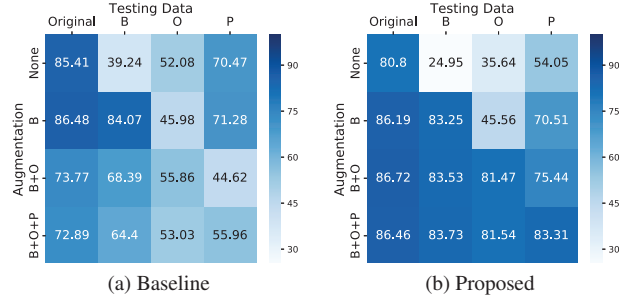 Testing Data
Original B O P
None 85.41 39.24 52.08 70.47
B 86.48 84.07 45.98 71.28
B+O 73.77 68.39 55.86 44.62
B+O+P 72.89 64.4 53.03 55.96
Augmentation
90
75
60
45
30
(a) Baseline
Testing Data
Original B O P
None 80.8 24.95 35.64 54.05
B 86.19 83.25 45.56 70.51
B+O 86.72 83.53 81.47 75.44
B+O+P 86.46 83.73 81.54 83.31
Augmentation
90
75
60
45
30
(b) Proposed